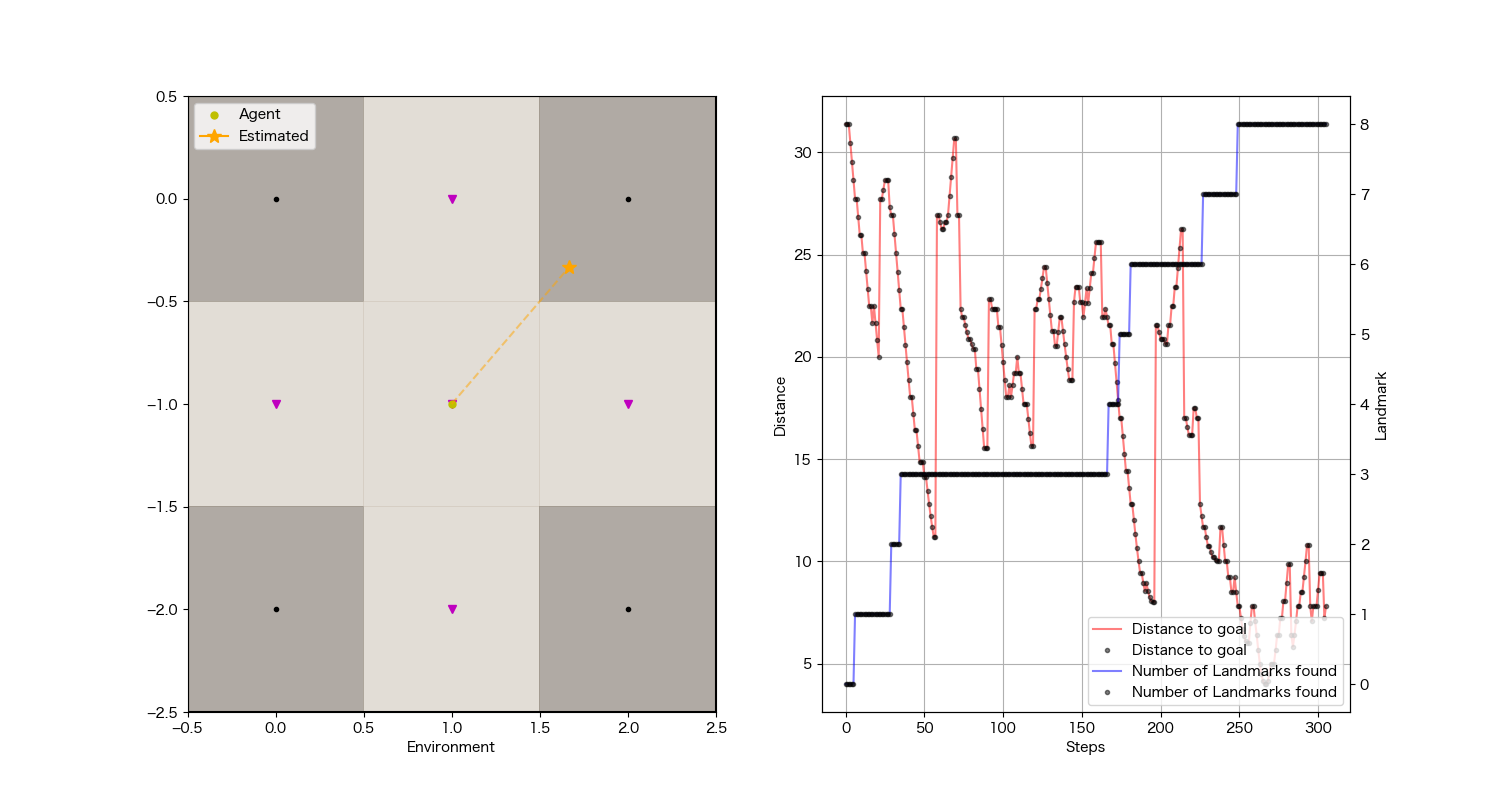 Agent
Estimated
0.5
0.0
−0.5
−1.0
−1.5
−2.0
−2.5
−0.5 0.0 0.5 1.0 1.5 2.0 2.5
Environment
Distance
30
25
20
15
10
5
0 50 100 150 200 250 300
Steps
8
7
6
5
4
3
2
1
0
Landmark
Distance to goal
Distance to goal
Number of Landmarks found
Number of Landmarks found